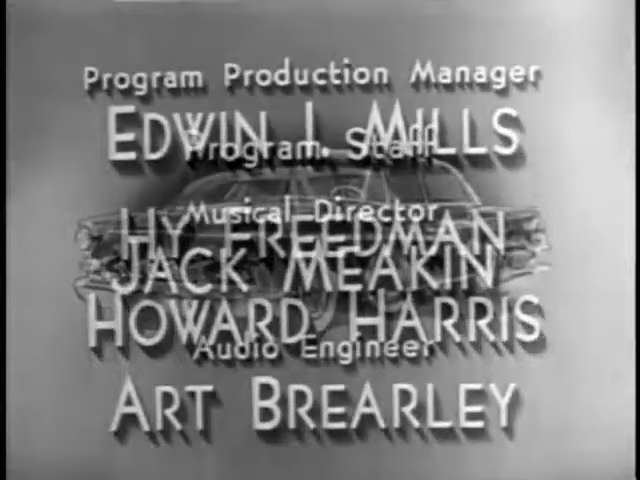 Program Production Manager
EDWIN I. MILLS
Program Staff
Musical Director
HY FREEDMAN
JACK MEAKIN
HOWARD HARRIS
Audio Engineer
ART BREARLEY